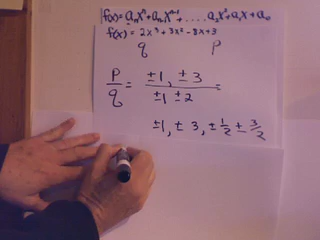 f(x)=aₙxⁿ+aₙ₋₁xⁿ⁻¹+.....a₂x²+a₁x+a₀
f(x) = 2x³+3x²-8x+3
q p
p/q = ±1, ±3 / ±1 ±2 =
±1, ± 3, ± 1/2 ± 3/2